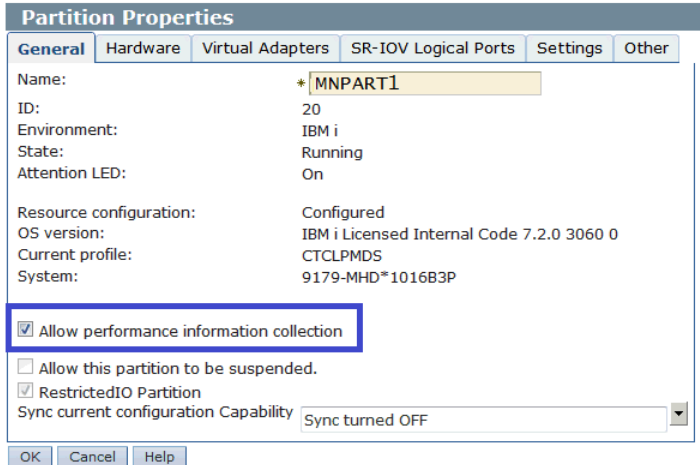 Partition Properties
General Hardware Virtual Adapters SR-IOV Logical Ports Settings Other
Name: * MNPART1
ID: 20
Environment: IBM i
State: Running
Attention LED: On
Resource configuration: Configured
OS version: IBM i Licensed Internal Code 7.2.0 3060 0
Current profile: CTCLPMDS
System: 9179-MHD*1016B3P
Allow performance information collection
Allow this partition to be suspended.
RestrictedIO Partition
Sync current configuration Capability Sync turned OFF
OK Cancel Help